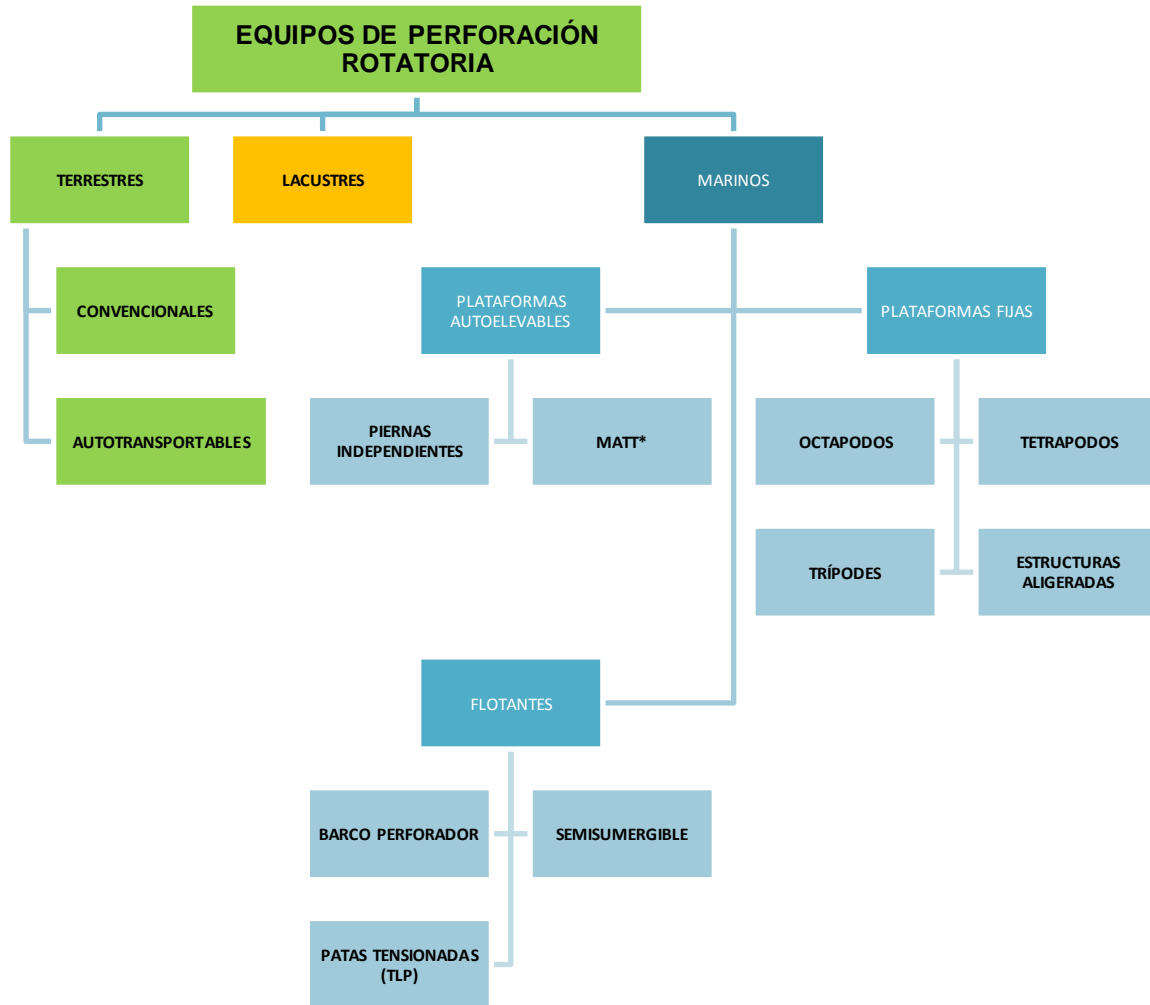 EQUIPOS DE PERFORACIÓN
ROTATORIA
TERRESTRES
LACUSTRES
MARINOS
CONVENCIONALES
AUTOTRANSPORTABLES
PLATAFORMAS
AUTOELEVABLES
PLATAFORMAS FIJAS
PIERNAS
INDEPENDIENTES
MATT*
OCTAPODOS
TETRAPODOS
TRÍPODES
ESTRUCTURAS
ALIGERADAS
FLOTANTES
BARCO PERFORADOR
SEMISUMERGIBLE
PATAS TENSIONADAS
(TLP)